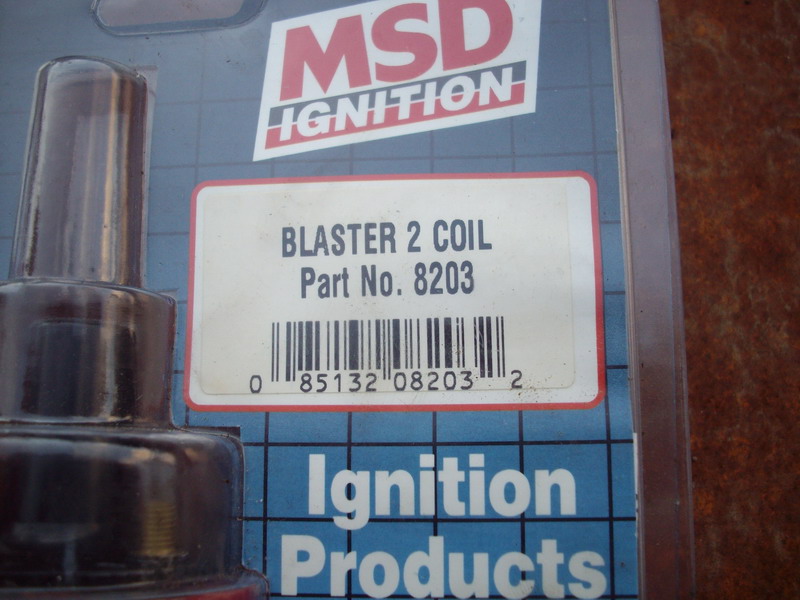 MSD
IGNITION
BLASTER 2 COIL
Part No. 8203
0 85132 08203 2
Ignition
Products